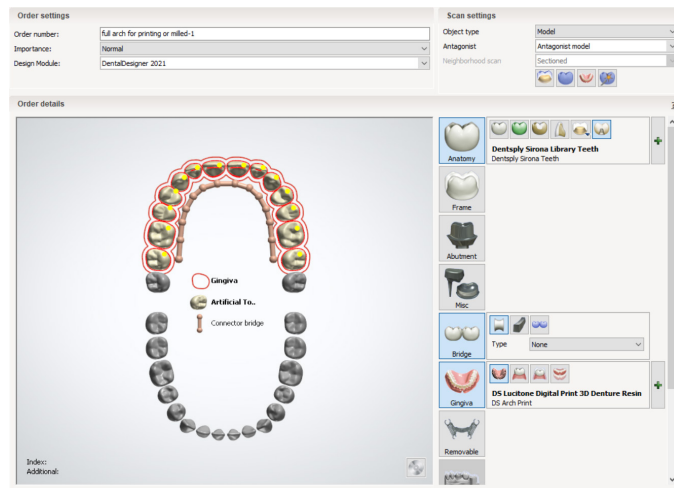 Order settings
Order number:
full arch for printing or milled-1
Importance:
Normal
Design Module:
DentalDesigner 2021
Scan settings
Object type
Model
Antagonist
Antagonist model
Neighborhood scan
Sectioned
Order details
Gingiva
Artificial To..
Connector bridge
Index:
Additional:
Anatomy
Dentsply Sirona Library Teeth
Dentsply Sirona Teeth
Frame
Abutment
Misc
Bridge
Type
None
Gingiva
DS Lucitone Digital Print 3D Denture Resin
DS Arch Print
Removable